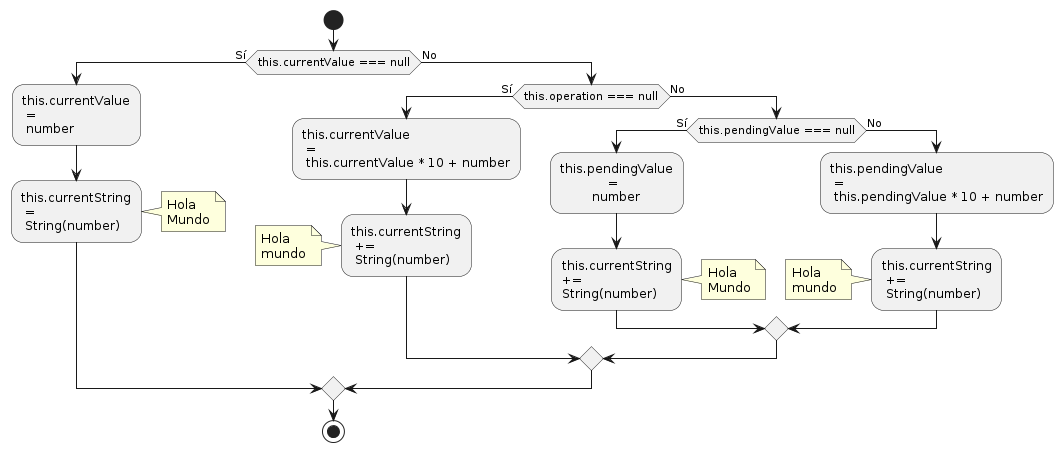 Sí
this.currentValue === null
No
this.currentValue
=
number
this.currentString
=
String(number)
Hola
Mundo
Sí
this.operation === null
No
this.currentValue
=
this.currentValue * 10 + number
this.currentString
+=
String(number)
Hola
mundo
Sí
this.pendingValue === null
No
this.pendingValue
=
number
this.currentString
+=
String(number)
Hola
Mundo
this.pendingValue
=
this.pendingValue * 10 + number
this.currentString
+=
String(number)
Hola
mundo